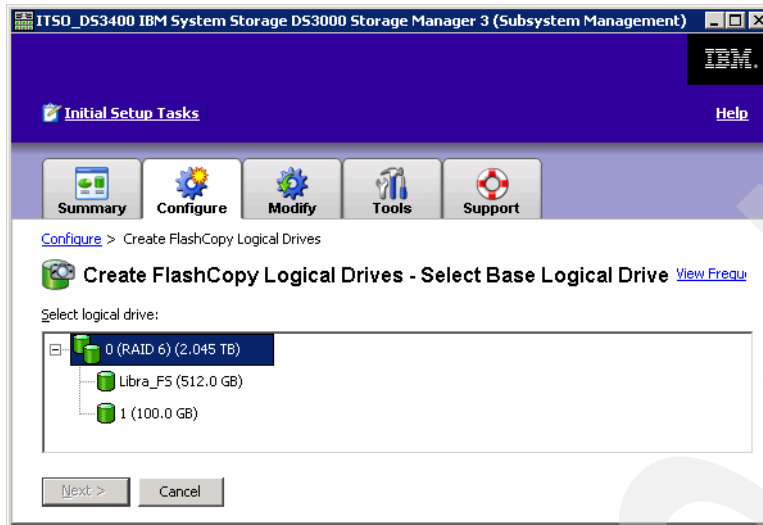 ITSO_DS3400 IBM System Storage DS3000 Storage Manager 3 (Subsystem Management)
IBM.
Initial Setup Tasks Help
Summary Configure Modify Tools Support
Configure > Create FlashCopy Logical Drives
Create FlashCopy Logical Drives - Select Base Logical Drive View Frequ
Select logical drive:
0 (RAID 6) (2.045 TB)
Libra_FS (512.0 GB)
1 (100.0 GB)
Next > Cancel